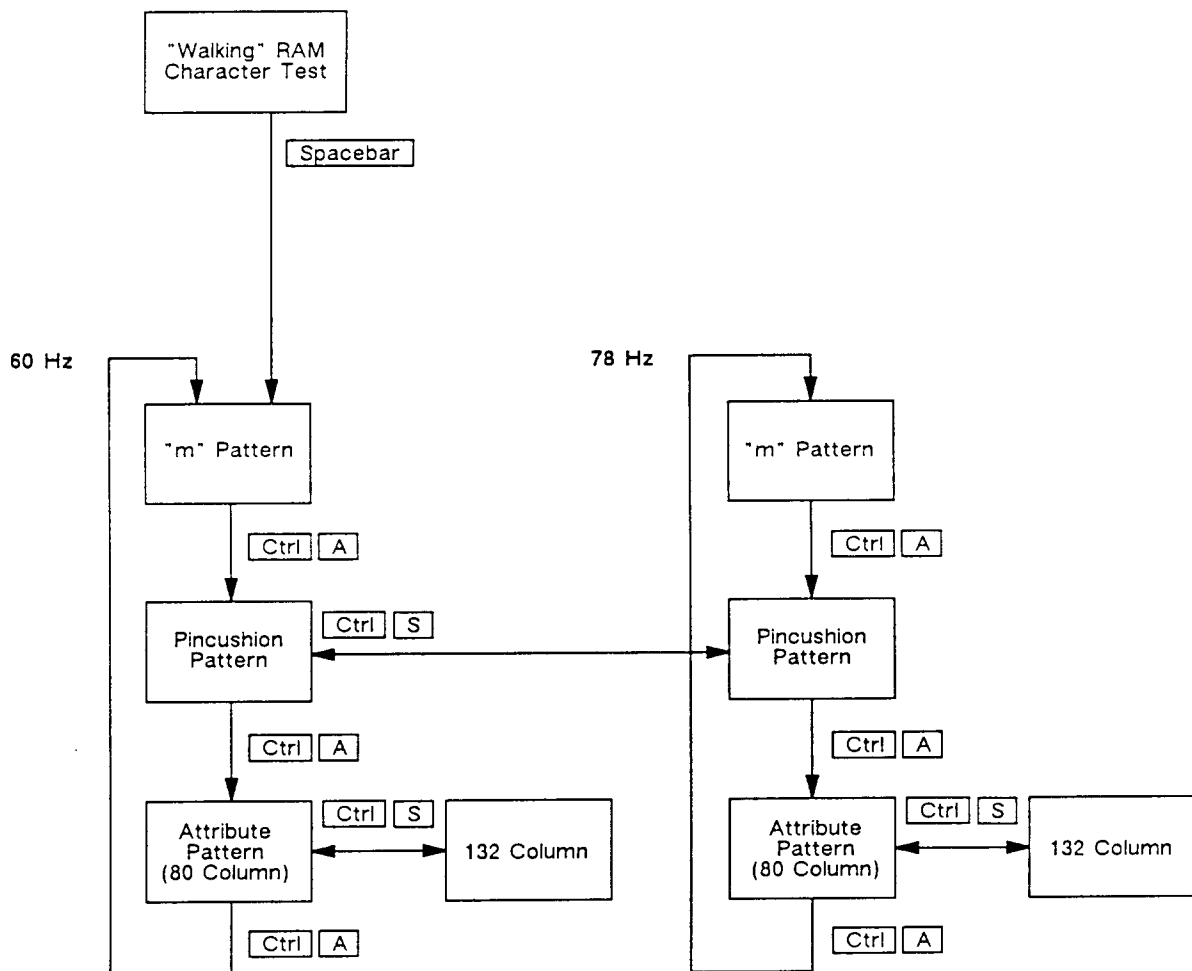 "Walking" RAM
Character Test
Spacebar
60 Hz
78 Hz
"m" Pattern
"m" Pattern
Ctrl A
Ctrl A
Pincushion
Pattern
Ctrl S
Pincushion
Pattern
Ctrl A
Ctrl A
Attribute
Pattern
(80 Column)
Ctrl S
132 Column
Attribute
Pattern
(80 Column)
Ctrl S
132 Column
Ctrl A
Ctrl A